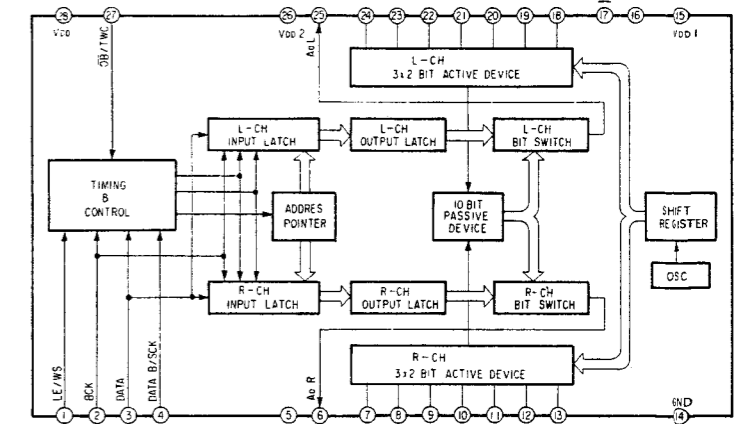 28 27 26 25 24 23 22 21 20 19 18 17 16 15
VDD VDD 2 VDD 1
OB/TWC
AOL
L-CH
3x2 BIT ACTIVE DEVICE
L-CH
INPUT LATCH
L-CH
OUTPUT LATCH
L-CH
BIT SWITCH
TIMING
B
CONTROL
ADDRES
POINTER
10 BIT
PASSIVE
DEVICE
SHIFT
REGISTER
OSC
R-CH
INPUT LATCH
R-CH
OUTPUT LATCH
R-CH
BIT SWITCH
R-CH
3x2 BIT ACTIVE DEVICE
LE/WS
BCK
DATA
DATA B/SCK
AOR
GND
1 2 3 4 5 6 7 8 9 10 11 12 13 14